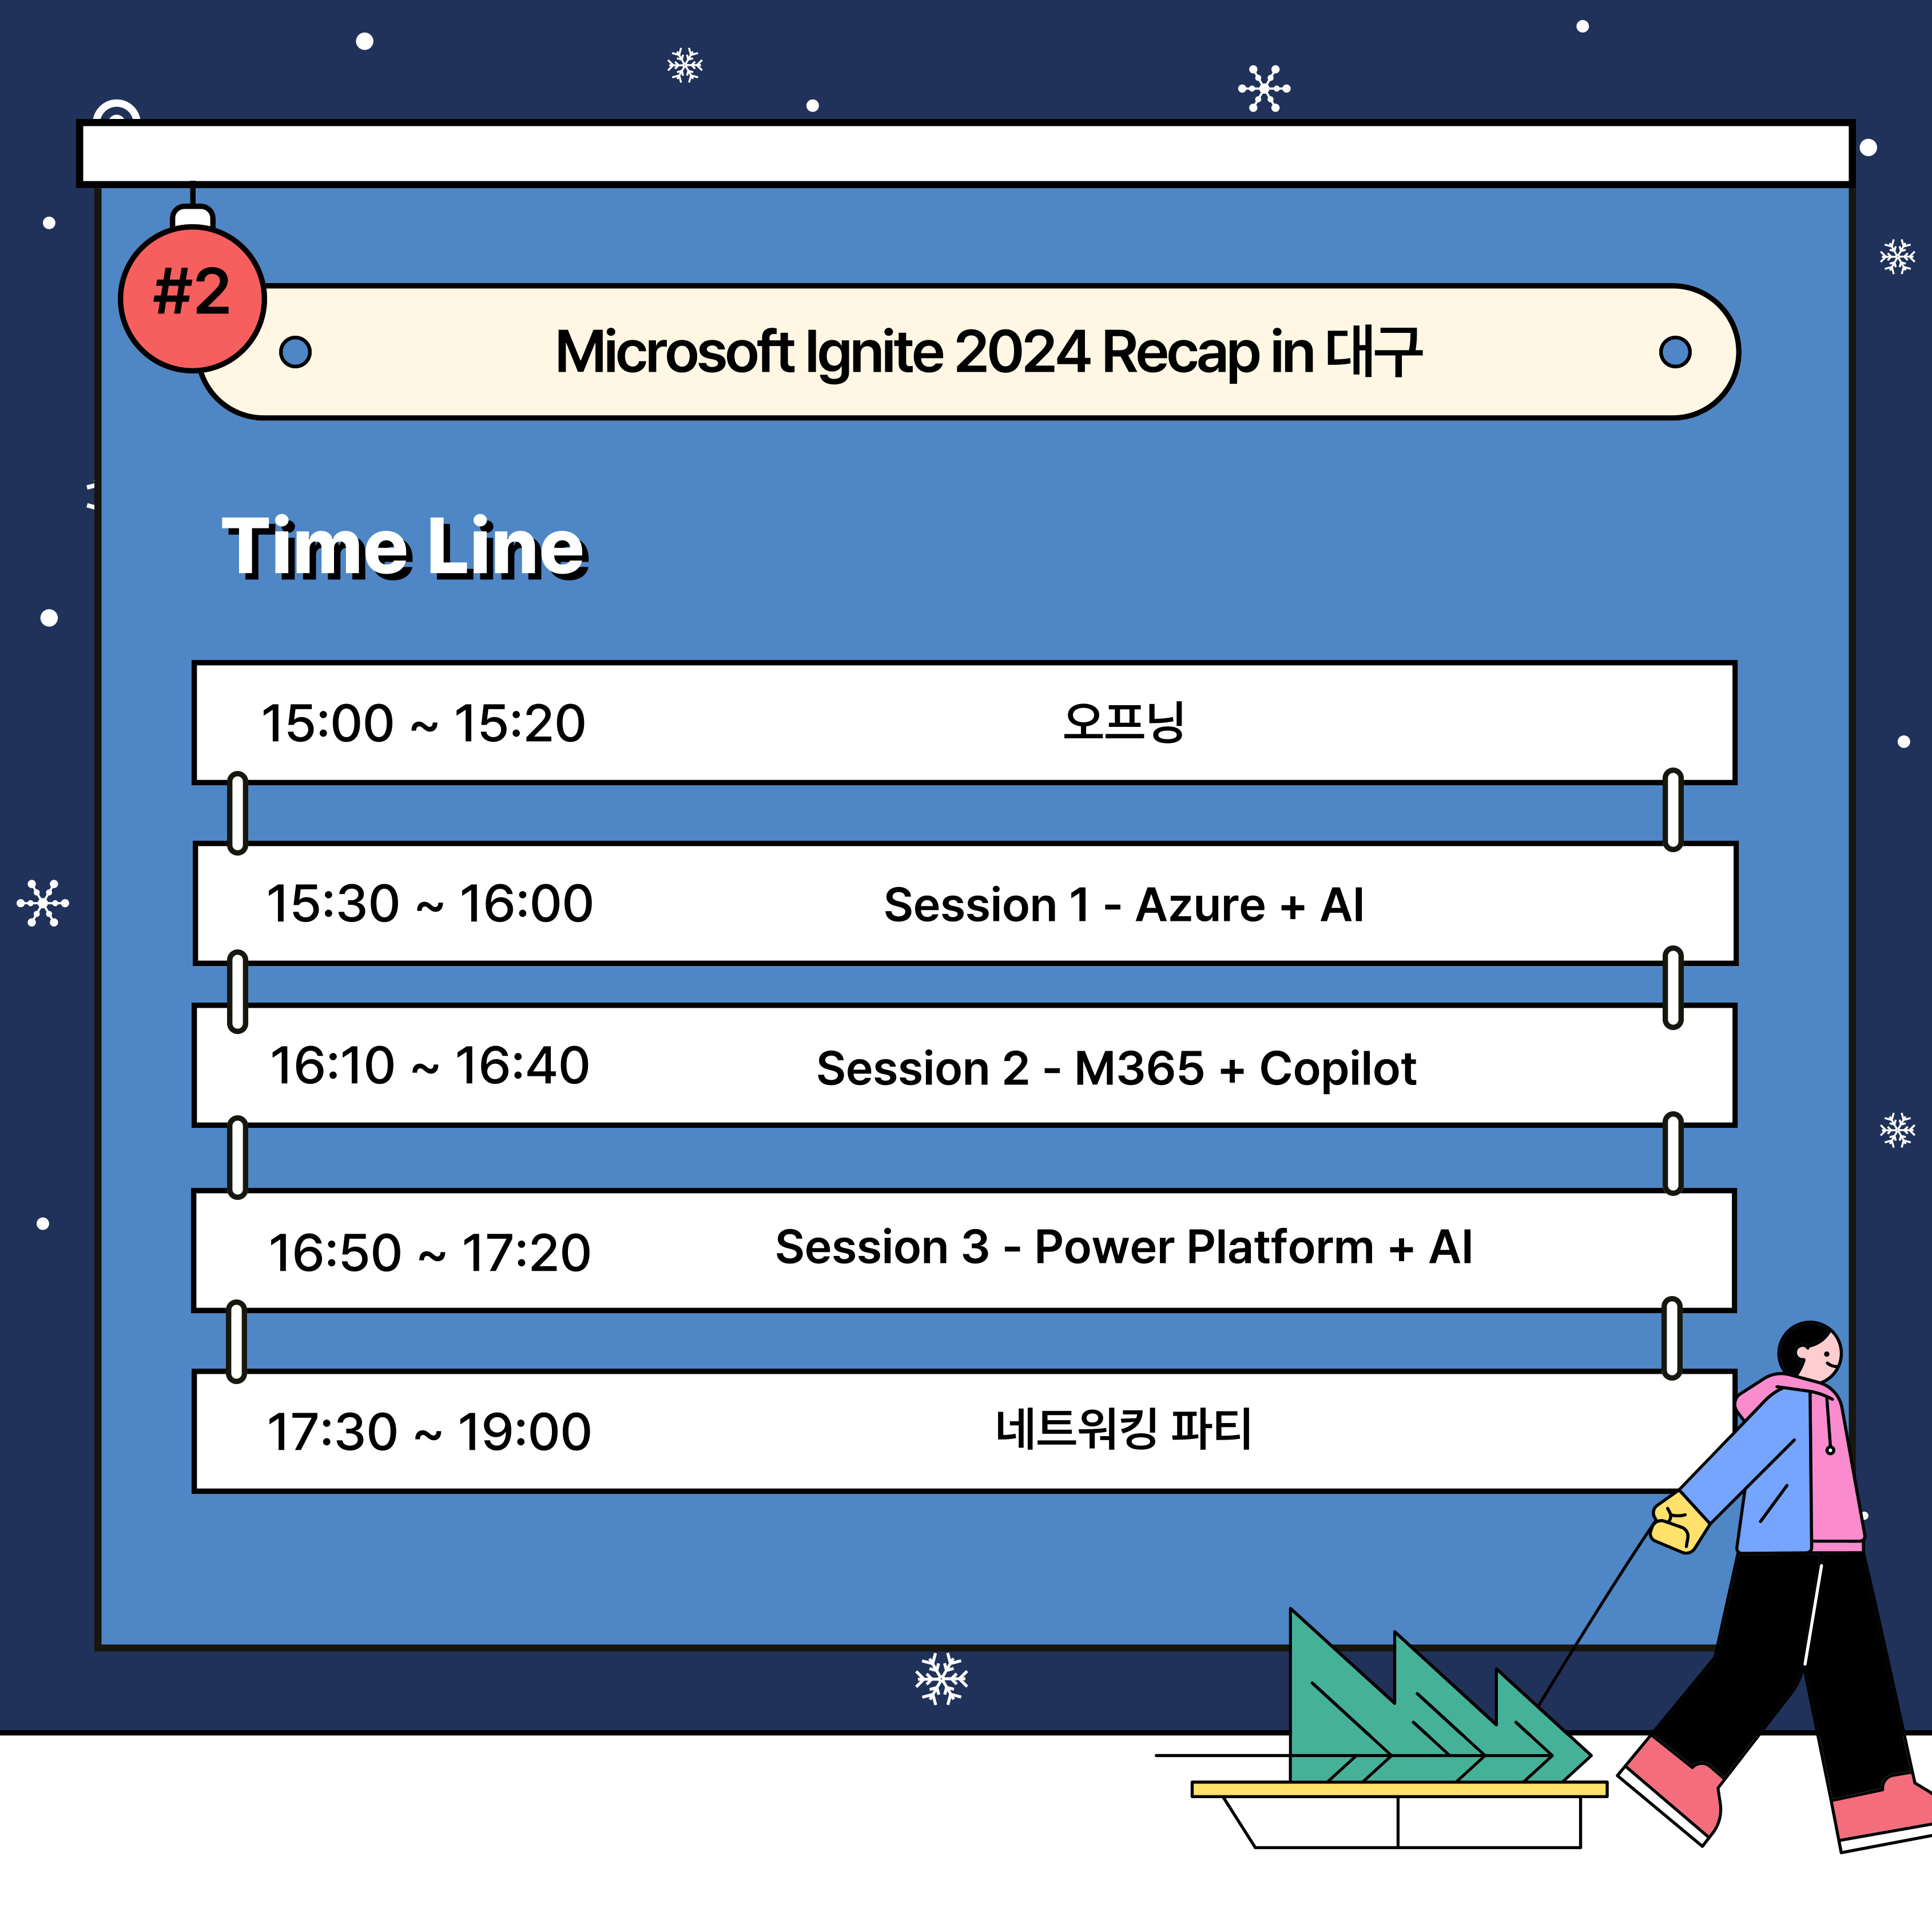 #2
Microsoft Ignite 2024 Recap in 대구
Time Line
15:00 ~ 15:20 오프닝
15:30 ~ 16:00 Session 1 - Azure + AI
16:10 ~ 16:40 Session 2 - M365 + Copilot
16:50 ~ 17:20 Session 3 - Power Platform + AI
17:30 ~ 19:00 네트워킹 파티